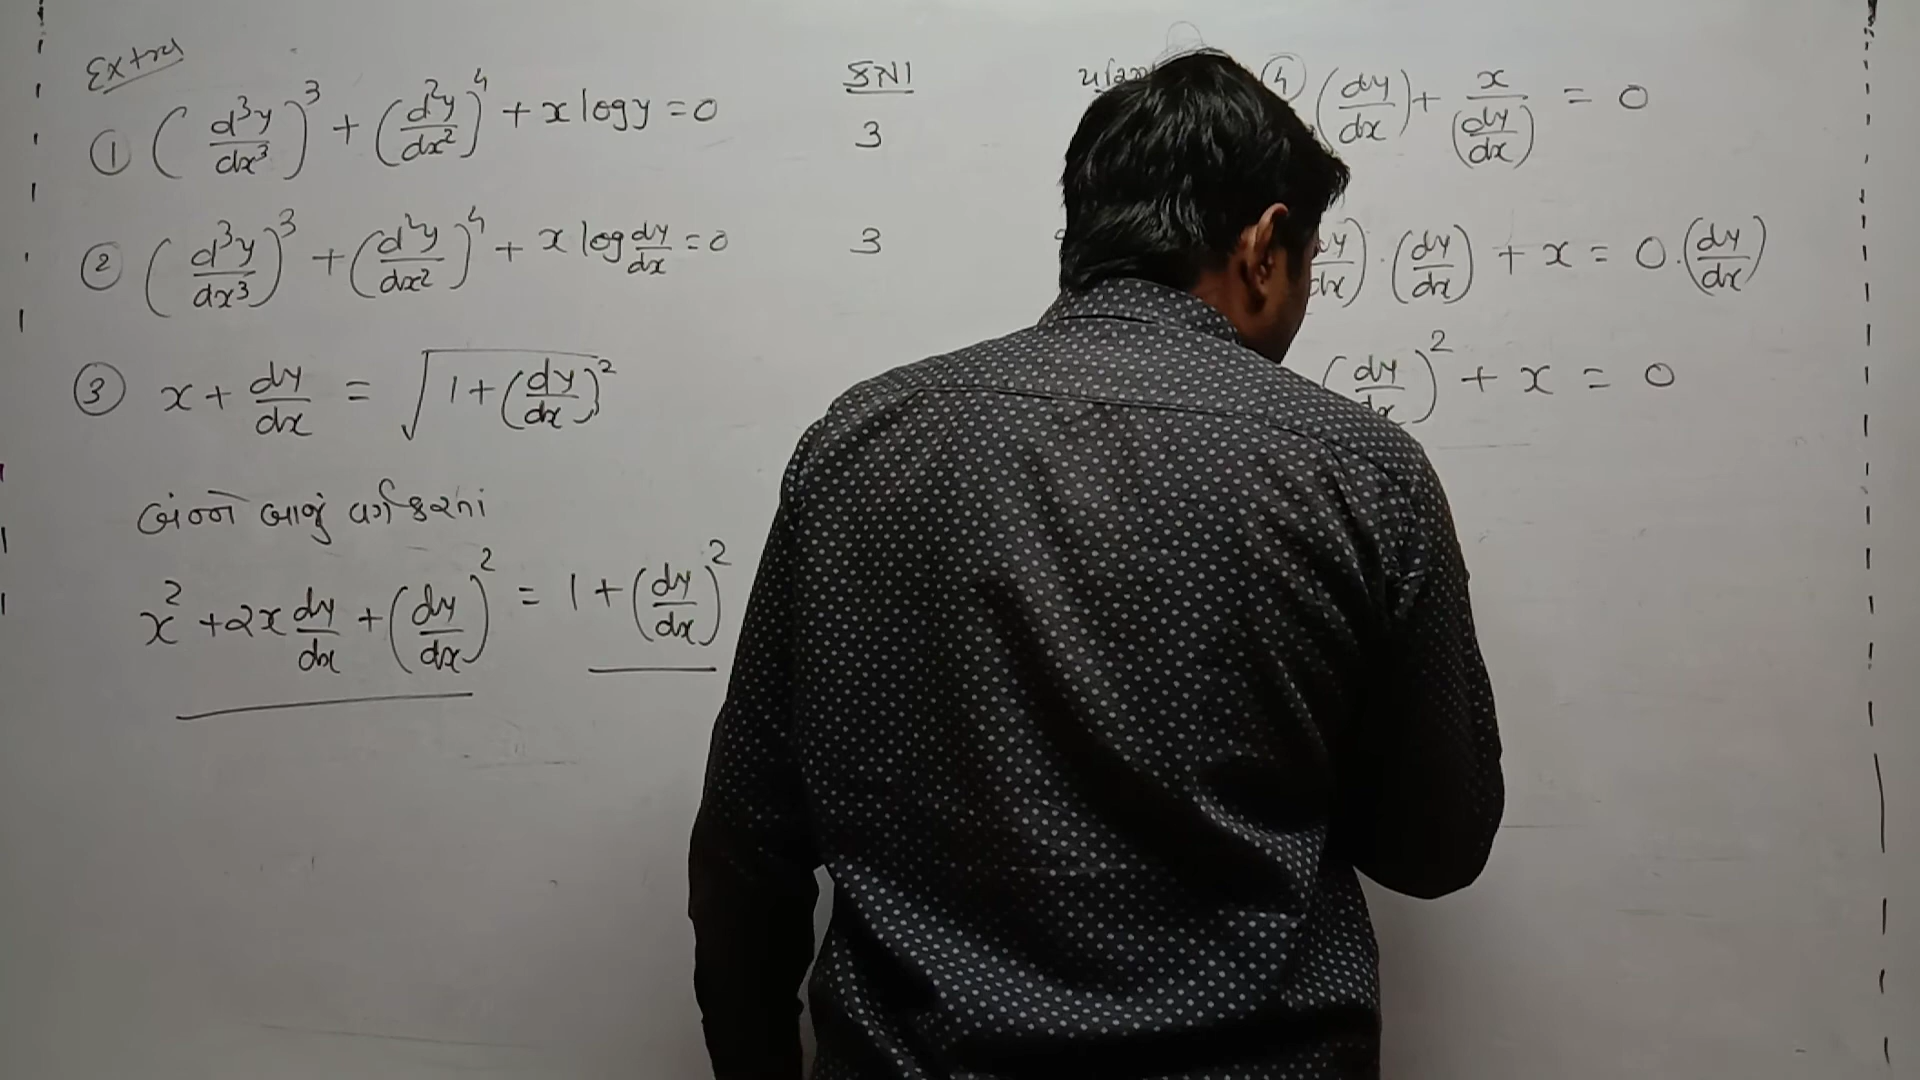 Extra
કક્ષા
① (d³y/dx³)³ + (d²y/dx²)⁴ + x log y = 0
3
② (d³y/dx³)³ + (d²y/dx²)⁴ + x log dy/dx = 0
3
③ x + dy/dx = √(1 + (dy/dx)²)
બંન્ને બાજું વર્ગ કરતાં
x² + 2x dy/dx + (dy/dx)² = 1 + (dy/dx)²
④ (dy/dx) + x/(dy/dx) = 0
(dy/dx) · (dy/dx) + x = 0 · (dy/dx)
(dy/dx)² + x = 0